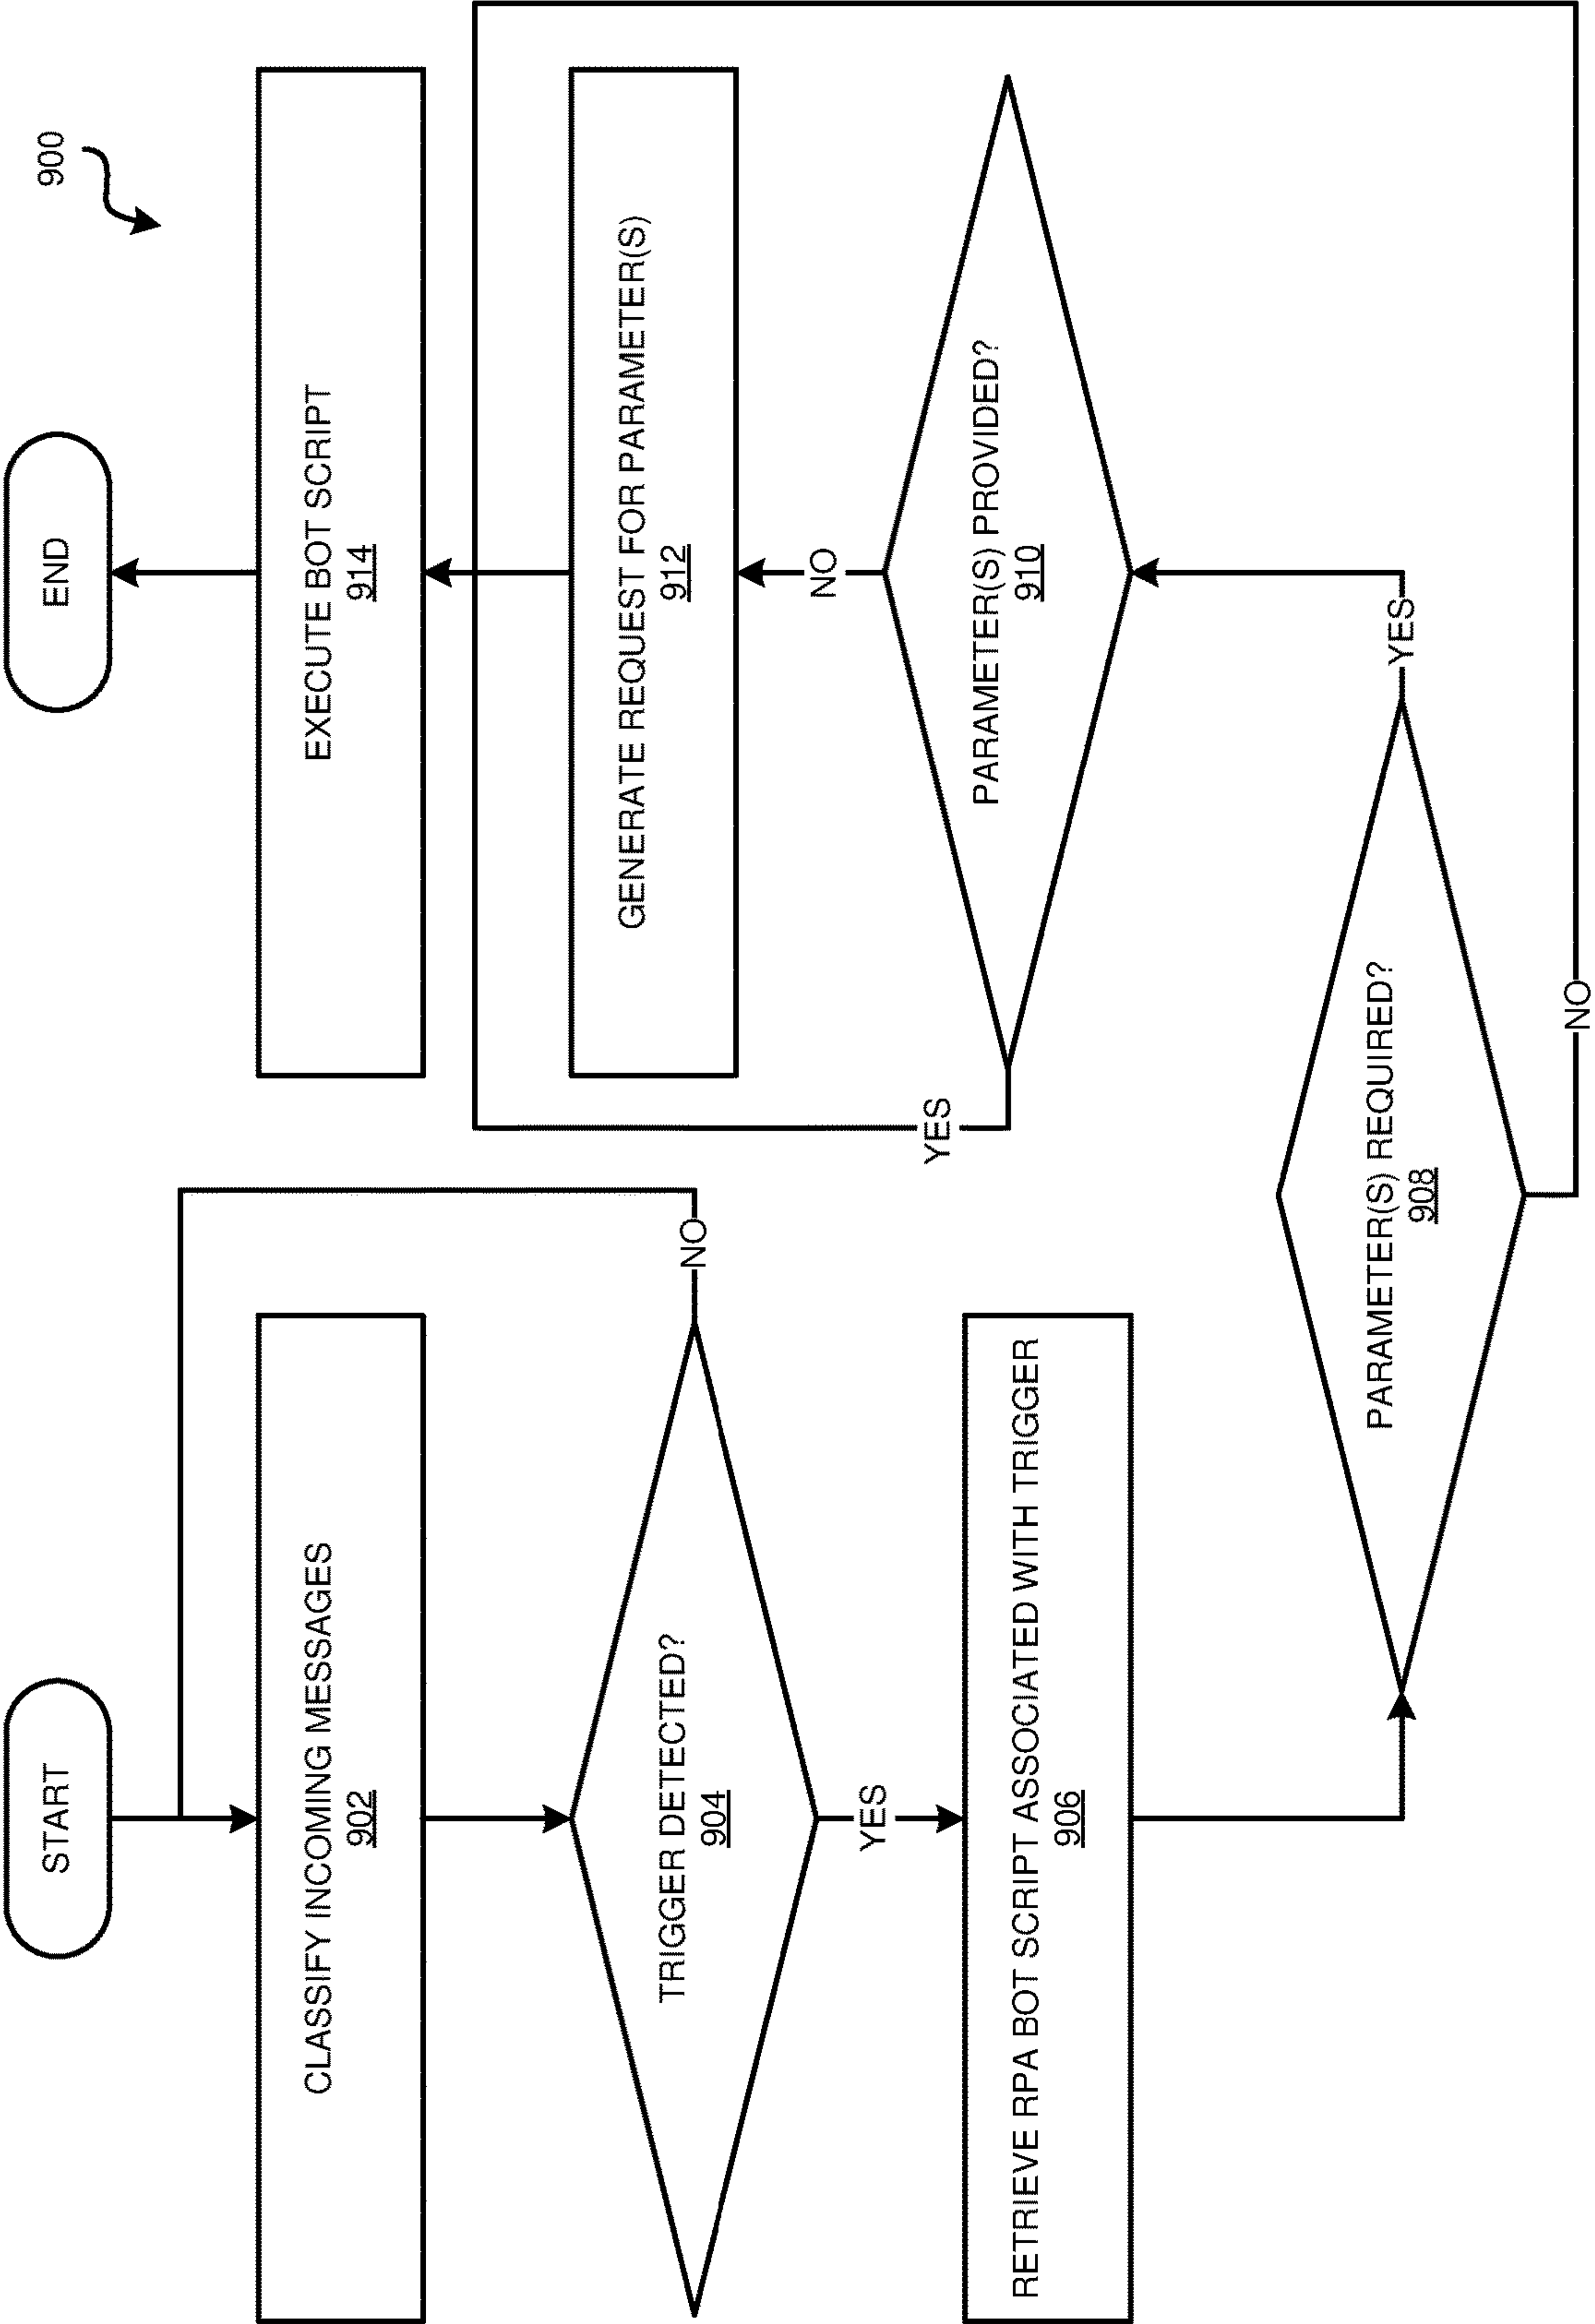 900
START
CLASSIFY INCOMING MESSAGES
902
TRIGGER DETECTED?
904
NO
YES
RETRIEVE RPA BOT SCRIPT ASSOCIATED WITH TRIGGER
906
PARAMETER(S) REQUIRED?
908
YES
NO
PARAMETER(S) PROVIDED?
910
YES
NO
GENERATE REQUEST FOR PARAMETER(S)
912
EXECUTE BOT SCRIPT
914
END